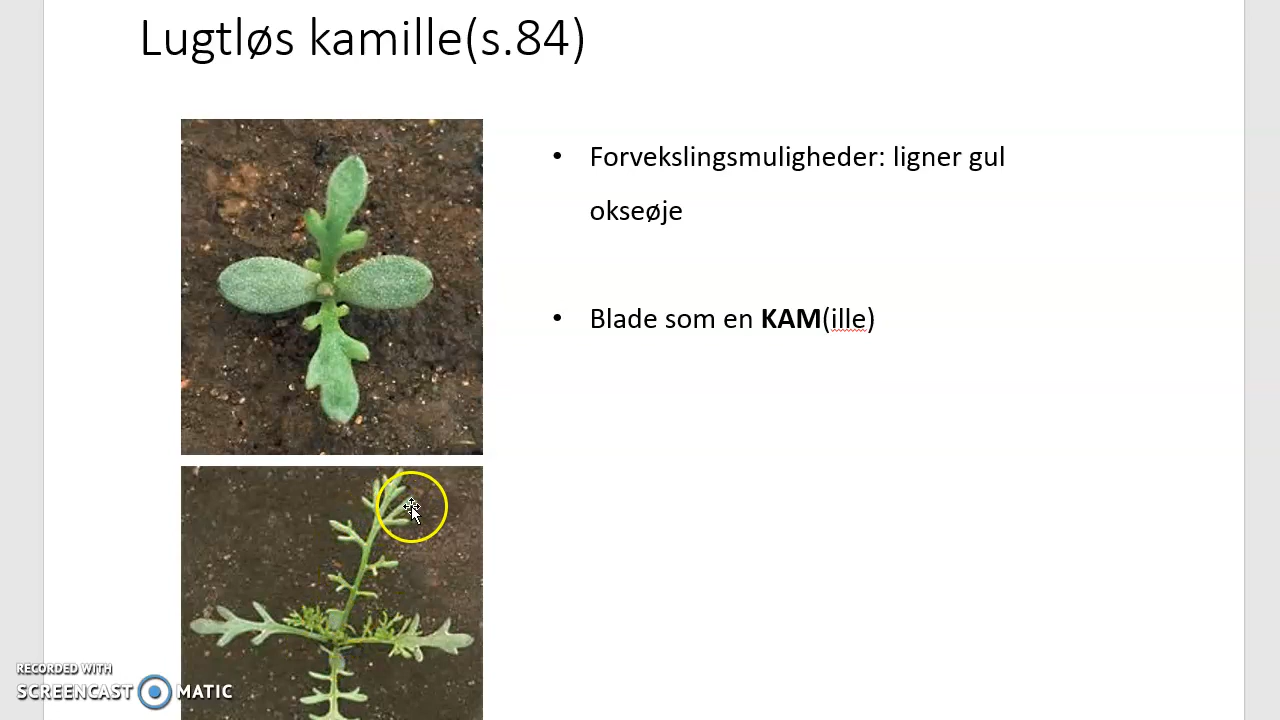 Lugtløs kamille(s.84)
• Forvekslingsmuligheder: ligner gul
okseøje
• Blade som en KAM(ille)
RECORDED WITH
SCREENCAST MATIC